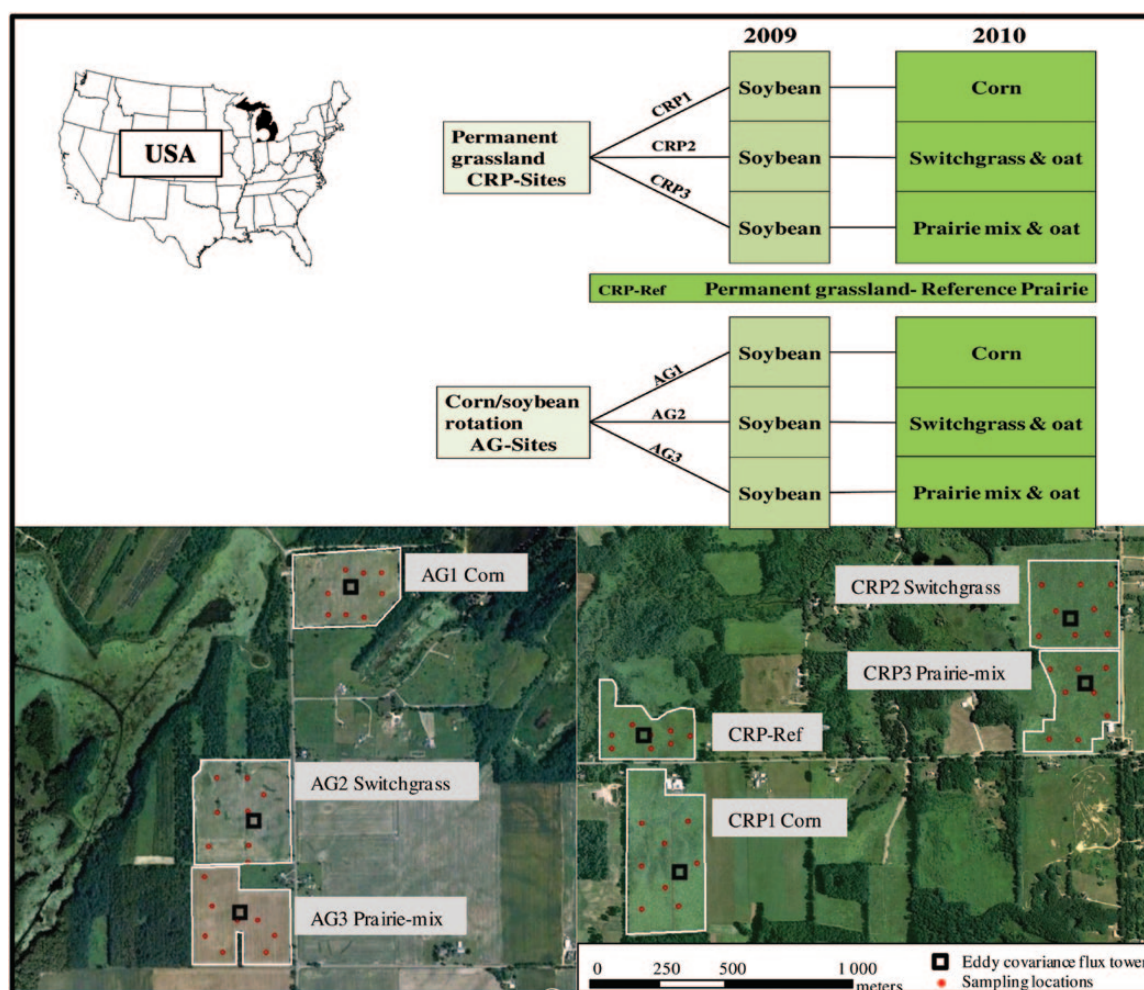 USA
2009
2010
Permanent
grassland
CRP-Sites
CRP1
CRP2
CRP3
Soybean
Corn
Soybean
Switchgrass & oat
Soybean
Prairie mix & oat
CRP-Ref Permanent grassland- Reference Prairie
Corn/soybean
rotation
AG-Sites
AG1
AG2
AG3
Soybean
Corn
Soybean
Switchgrass & oat
Soybean
Prairie mix & oat
AG1 Corn
AG2 Switchgrass
AG3 Prairie-mix
CRP2 Switchgrass
CRP3 Prairie-mix
CRP-Ref
CRP1 Corn
0 250 500 1 000
meters
Eddy covariance flux tower
Sampling locations